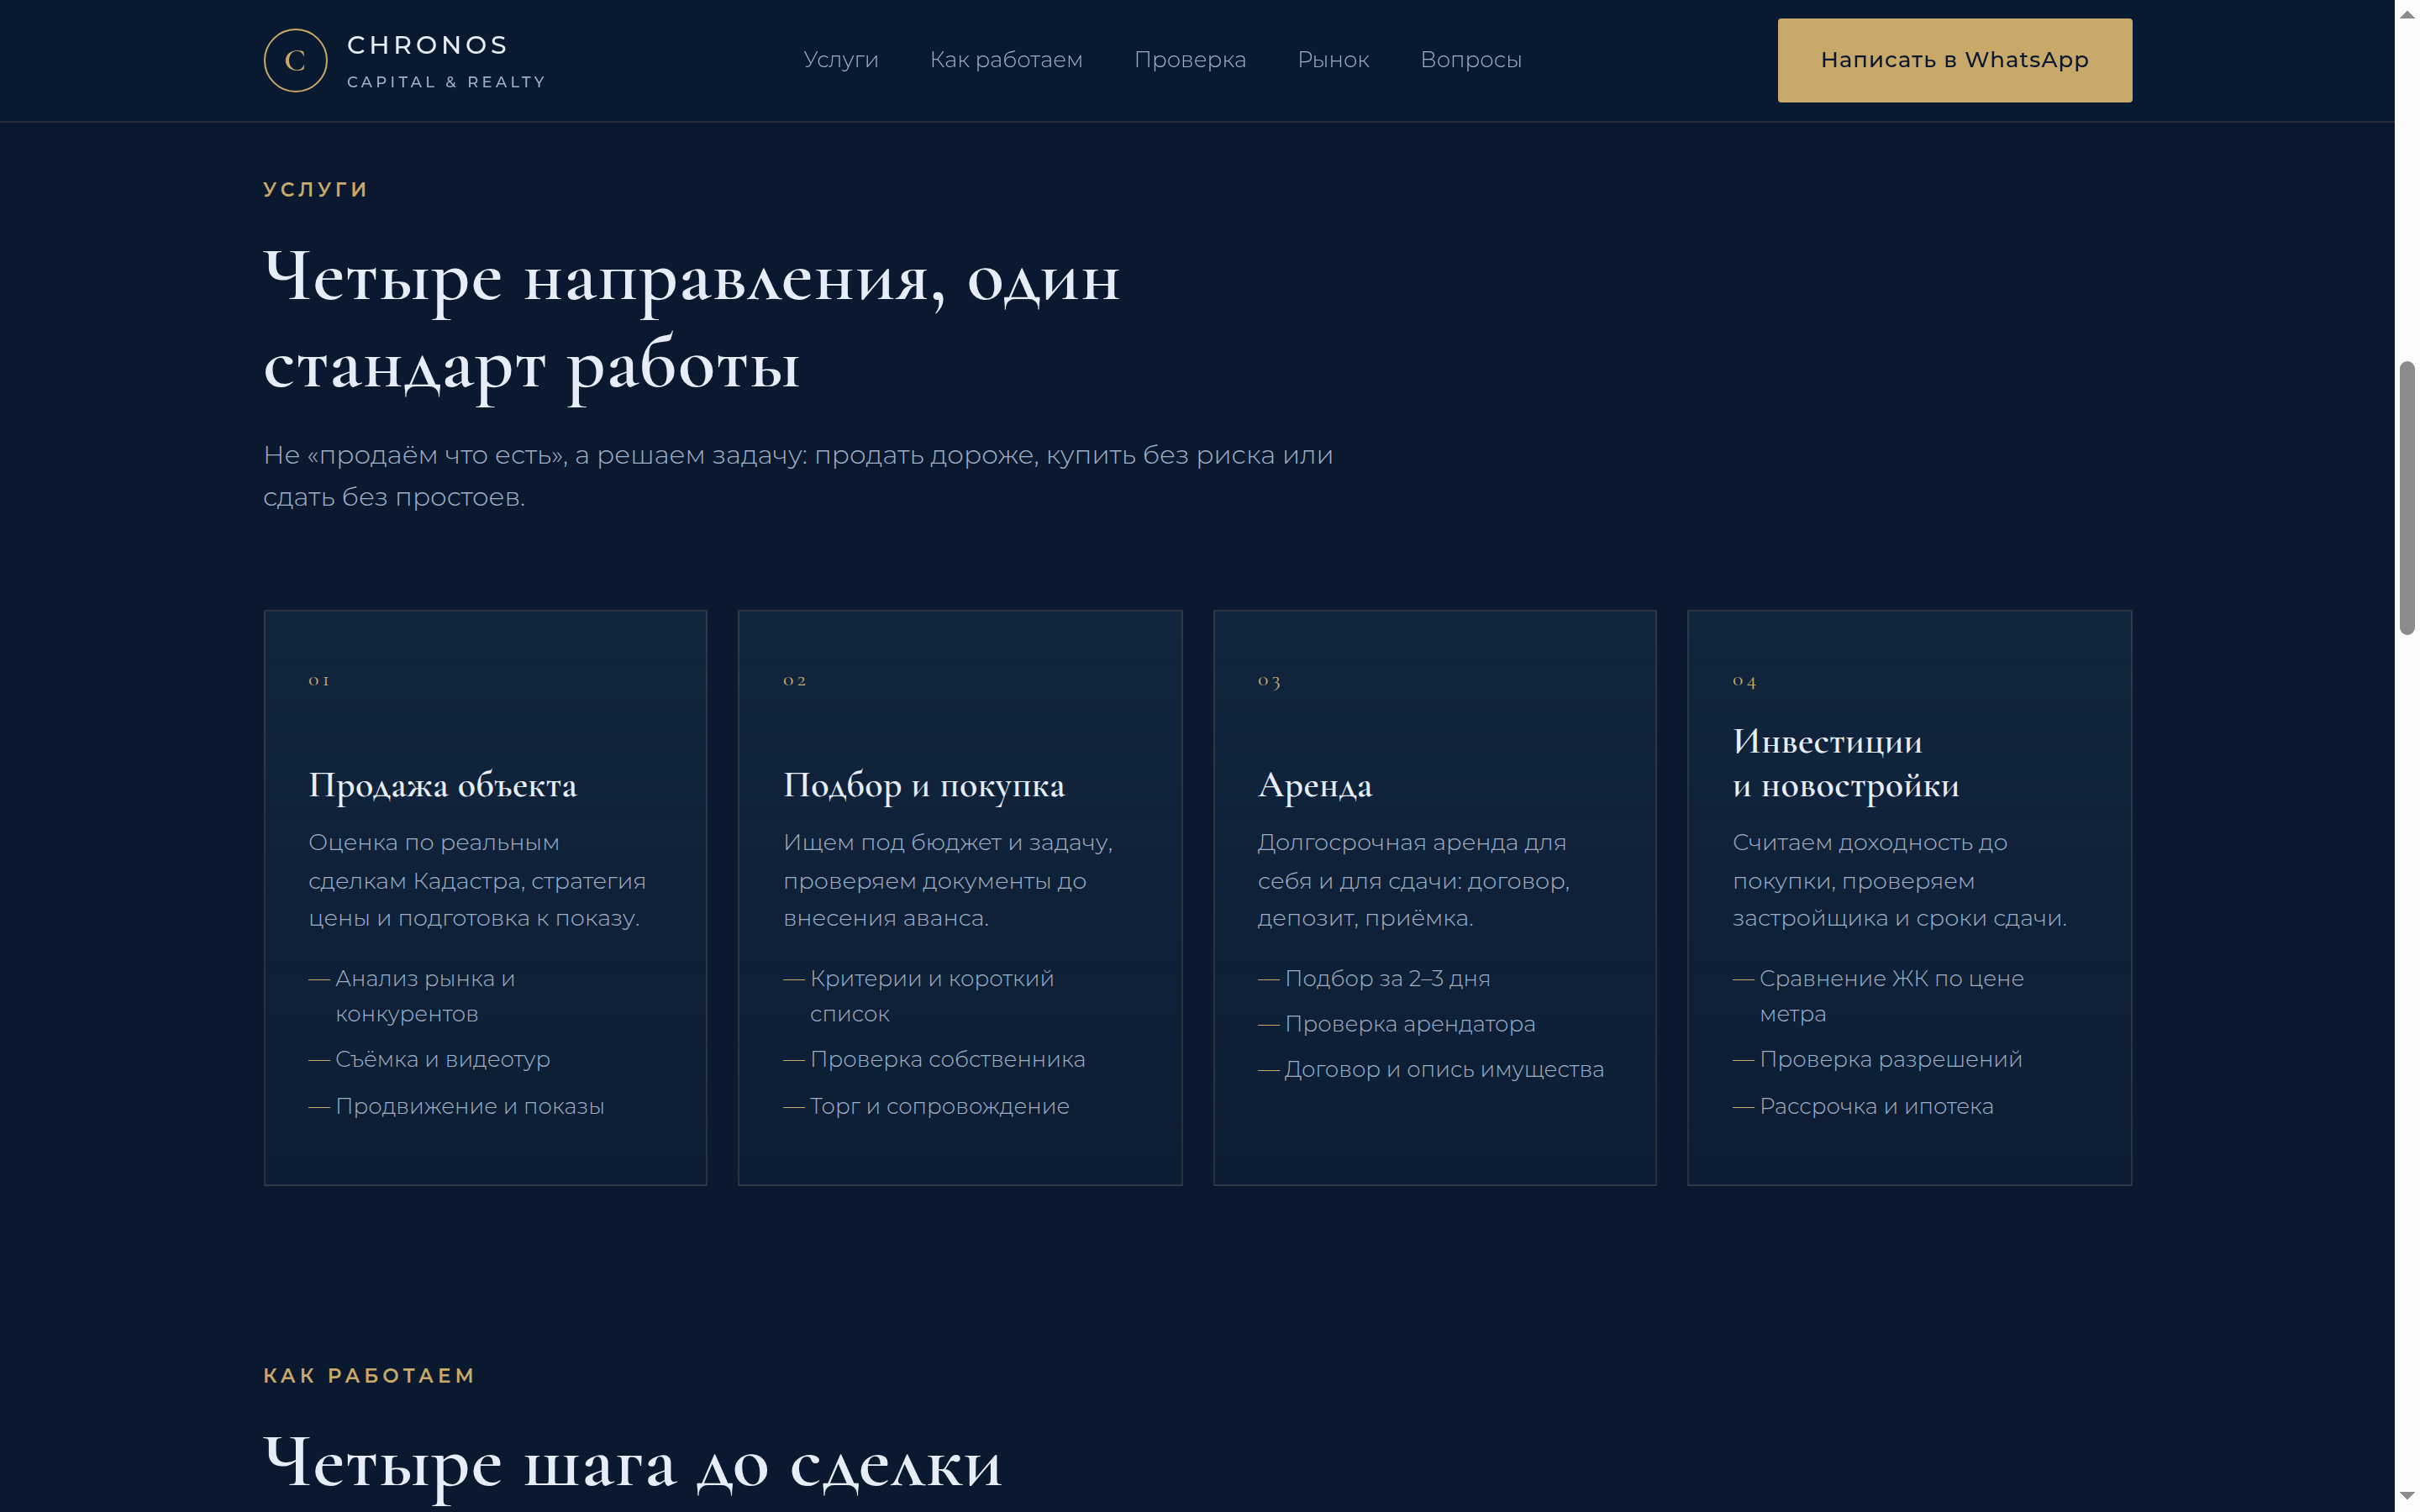 C
CHRONOS
CAPITAL & REALTY
Услуги
Как работаем
Проверка
Рынок
Вопросы
Написать в WhatsApp
УСЛУГИ
Четыре направления, один
стандарт работы
Не «продаём что есть», а решаем задачу: продать дороже, купить без риска или
сдать без простоев.
01
Продажа объекта
Оценка по реальным
сделкам Кадастра, стратегия
цены и подготовка к показу.
— Анализ рынка и
конкурентов
— Съёмка и видеотур
— Продвижение и показы
02
Подбор и покупка
Ищем под бюджет и задачу,
проверяем документы до
внесения аванса.
— Критерии и короткий
список
— Проверка собственника
— Торг и сопровождение
03
Аренда
Долгосрочная аренда для
себя и для сдачи: договор,
депозит, приёмка.
— Подбор за 2–3 дня
— Проверка арендатора
— Договор и опись имущества
04
Инвестиции
и новостройки
Считаем доходность до
покупки, проверяем
застройщика и сроки сдачи.
— Сравнение ЖК по цене
метра
— Проверка разрешений
— Рассрочка и ипотека
КАК РАБОТАЕМ
Четыре шага до сделки